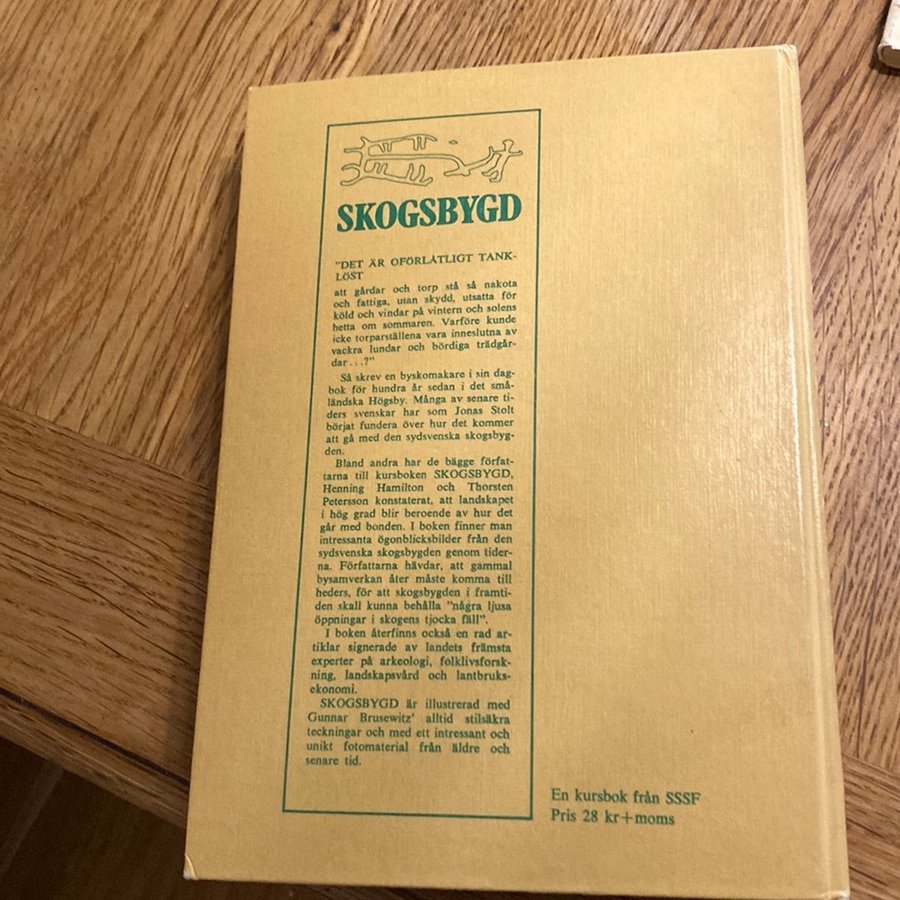 SKOGSBYGD
"DET ÄR OFÖRLÅTLIGT TANK-
LÖST
att gårdar och torp stå så nakota
och fattiga, utan skydd, utsatta för
köld och vindar på vintern och solens
hetta om sommaren. Varföre kunde
icke torparställena vara inneslutna av
vackra lundar och bördiga trädgår-
dar...?"
Så skrev en byskomakare i sin dag-
bok för hundra år sedan i det små-
ländska Högsby. Många av senare ti-
ders svenskar har som Jonas Stolt
börjat fundera över hur det kommer
att gå med den sydsvenska skogsbyg-
den.
Bland andra har de bägge förfat-
tarna till kursboken SKOGSBYGD,
Henning Hamilton och Thorsten
Petersson konstaterat, att landskapet
i hög grad blir beroende av hur det
går med bonden. I boken finner man
intressanta ögonblicksbilder från den
sydsvenska skogsbygden genom tider-
na. Författarna hävdar, att gammal
bysamverkan åter måste komma till
heders, för att skogsbygden i framti-
den skall kunna behålla "några ljusa
öppningar i skogens tjocka fäll".
I boken återfinns också en rad ar-
tiklar signerade av landets främsta
experter på arkeologi, folklivsforsk-
ning, landskapsvård och lantbruks-
ekonomi.
SKOGSBYGD är illustrerad med
Gunnar Brusewitz' alltid stilsäkra
teckningar och med ett intressant och
unikt fotomaterial från äldre och
senare tid.
En kursbok från SSSF
Pris 28 kr+moms